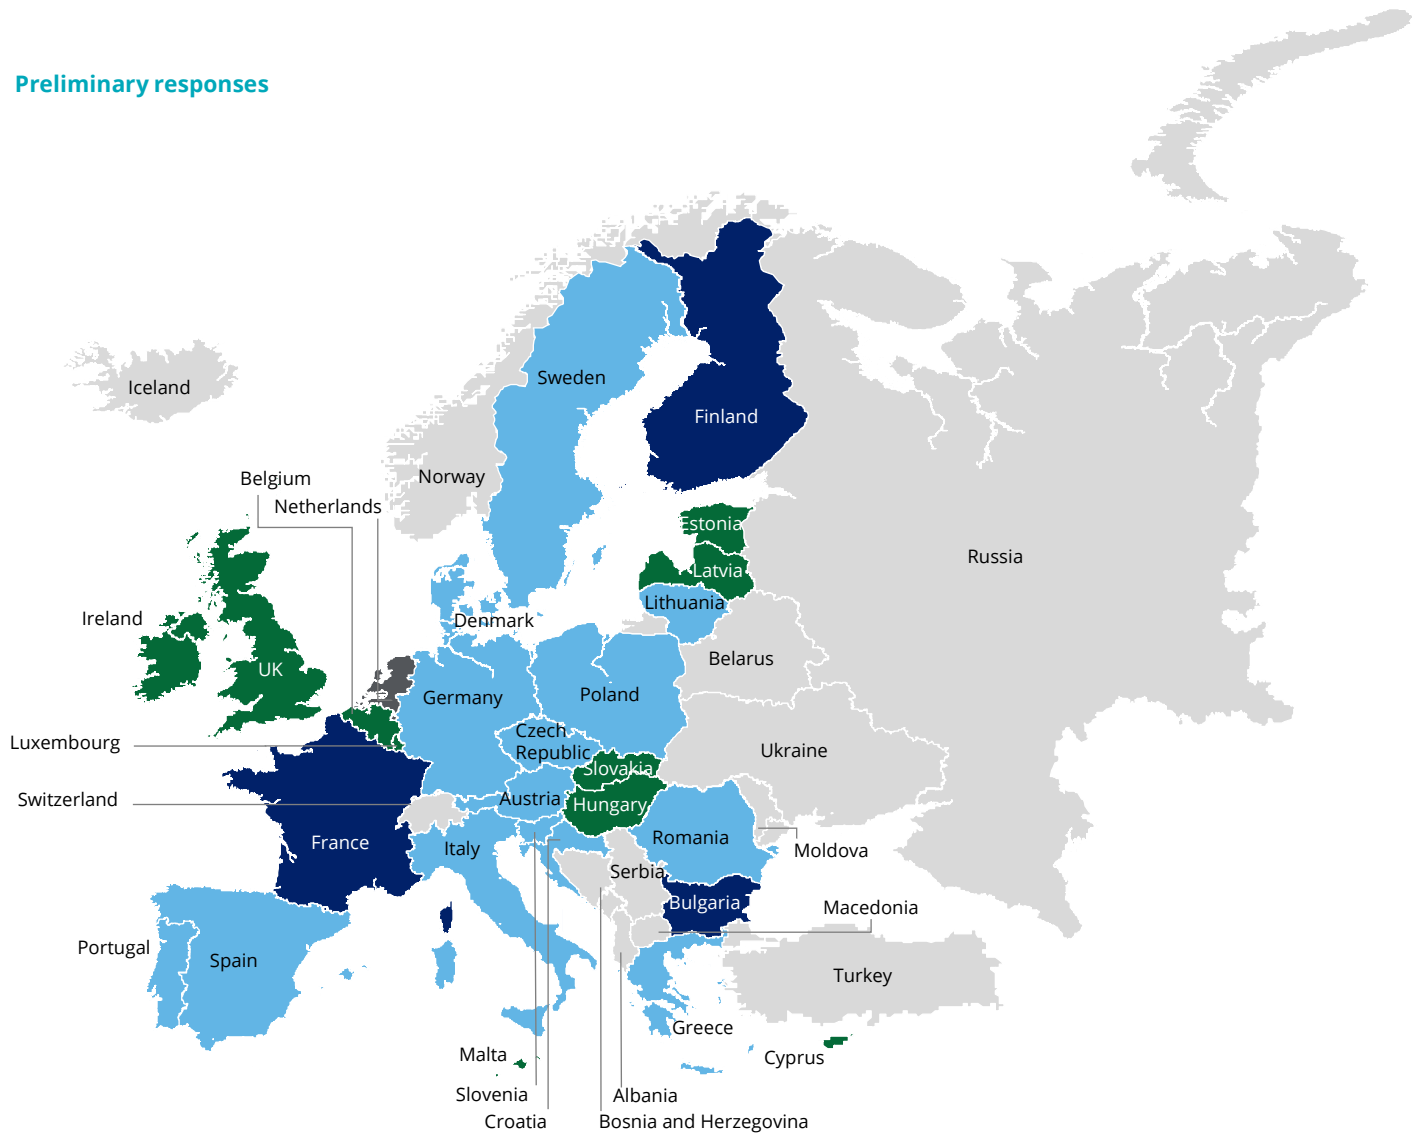 Preliminary responses
Iceland
Sweden
Finland
Norway
Belgium
Netherlands
Estonia
Russia
Latvia
Lithuania
Ireland
Denmark
UK
Belarus
Germany
Poland
Czech
Republic
Luxembourg
Ukraine
Slovakia
Switzerland
Austria
Hungary
France
Italy
Romania
Moldova
Serbia
Bulgaria
Macedonia
Portugal
Spain
Turkey
Greece
Malta
Cyprus
Slovenia
Albania
Croatia
Bosnia and Herzegovina